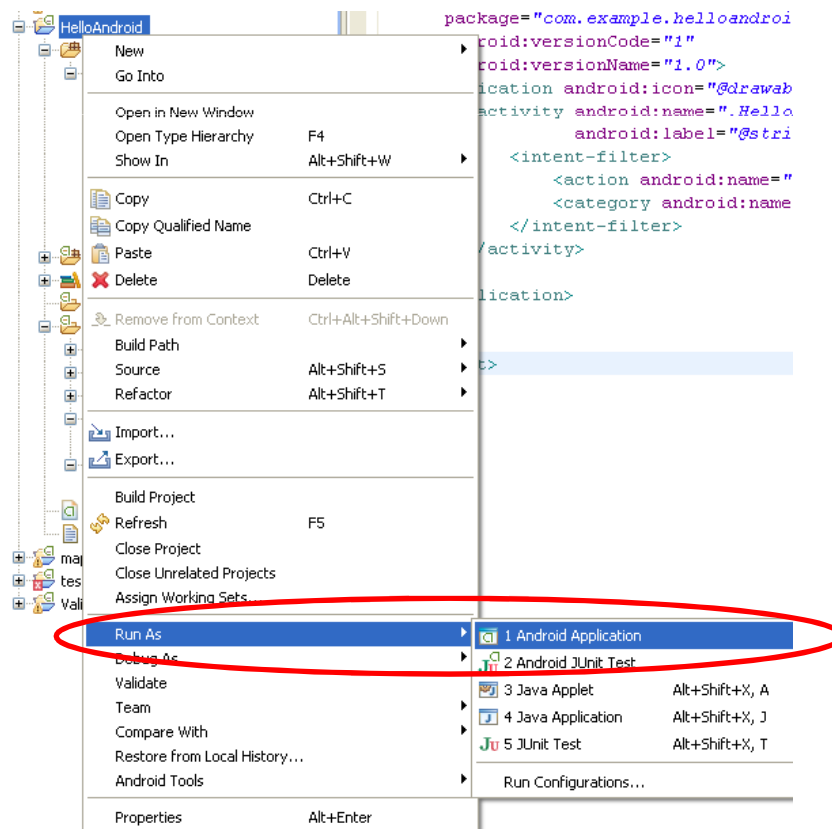 HelloAndroid
package="com.example.helloandroi
roid:versionCode="1"
roid:versionName="1.0">
ication android:icon="@drawab
activity android:name=".Hello
android:label="@stri
<intent-filter>
<action android:name="
<category android:name
</intent-filter>
/activity>
lication>
t>
New
Go Into
Open in New Window
Open Type Hierarchy F4
Show In Alt+Shift+W
Copy Ctrl+C
Copy Qualified Name
Paste Ctrl+V
Delete Delete
Remove from Context Ctrl+Alt+Shift+Down
Build Path
Source Alt+Shift+S
Refactor Alt+Shift+T
Import...
Export...
Build Project
Refresh F5
Close Project
Close Unrelated Projects
Assign Working Sets...
Run As
Debug As
Validate
Team
Compare With
Restore from Local History...
Android Tools
Properties Alt+Enter
map
tes
Vali
1 Android Application
2 Android JUnit Test
3 Java Applet Alt+Shift+X, A
4 Java Application Alt+Shift+X, J
5 JUnit Test Alt+Shift+X, T
Run Configurations...